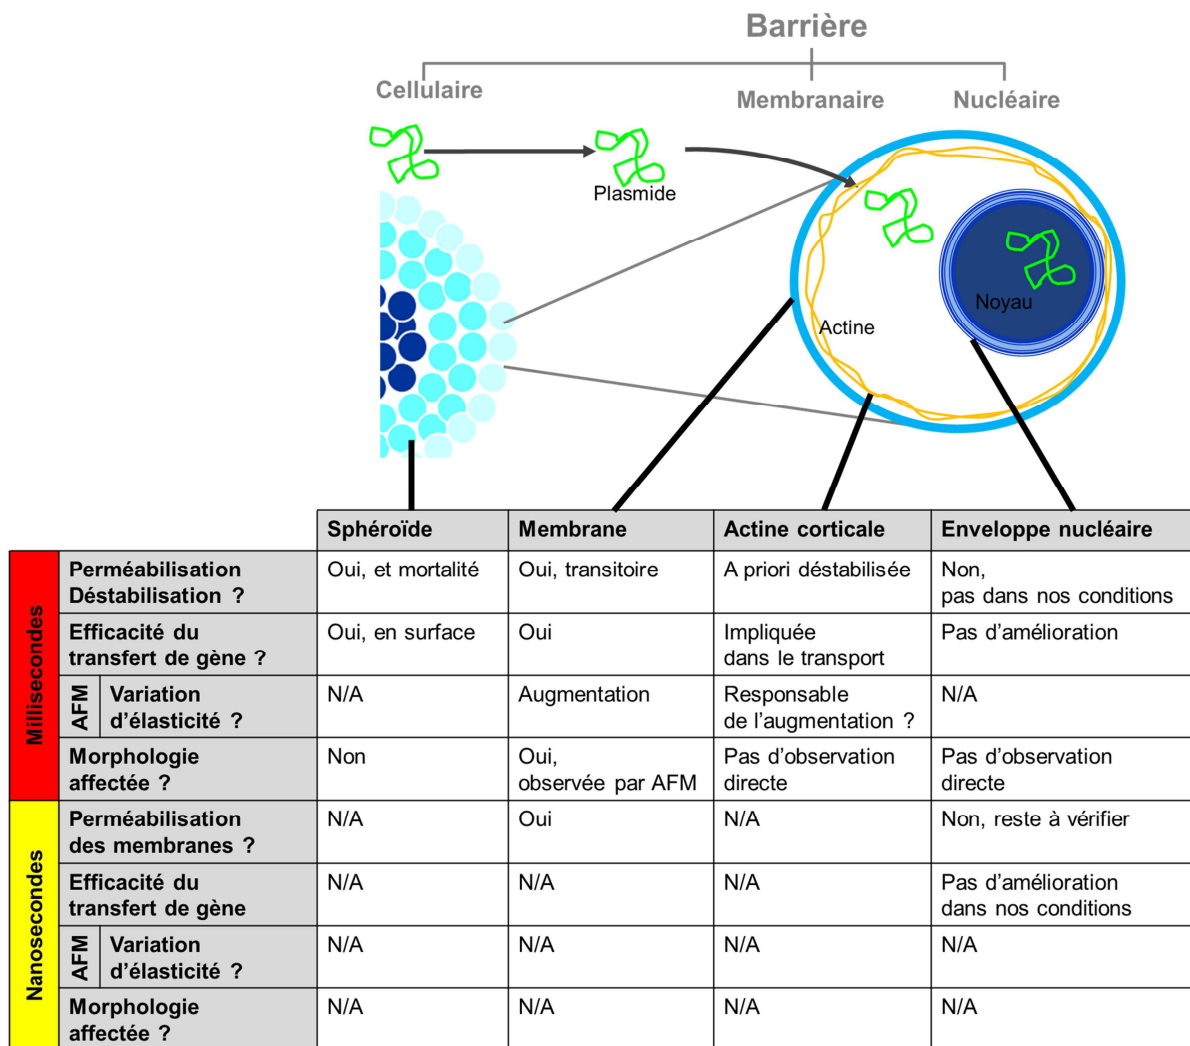 Barrière
Cellulaire
Membranaire
Nucléaire
Plasmide
Actine
Noyau
Sphéroïde
Membrane
Actine corticale
Enveloppe nucléaire
Millisecondes
Perméabilisation
Déstabilisation ?
Oui, et mortalité
Oui, transitoire
A priori déstabilisée
Non,
pas dans nos conditions
Efficacité du
transfert de gène ?
Oui, en surface
Oui
Impliquée
dans le transport
Pas d'amélioration
AFM
Variation
d'élasticité ?
N/A
Augmentation
Responsable
de l'augmentation ?
N/A
Morphologie
affectée ?
Non
Oui,
observée par AFM
Pas d'observation
directe
Pas d'observation
directe
Nanosecondes
Perméabilisation
des membranes ?
N/A
Oui
N/A
Non, reste à vérifier
Efficacité du
transfert de gène
N/A
N/A
N/A
Pas d'amélioration
dans nos conditions
AFM
Variation
d'élasticité ?
N/A
N/A
N/A
N/A
Morphologie
affectée ?
N/A
N/A
N/A
N/A